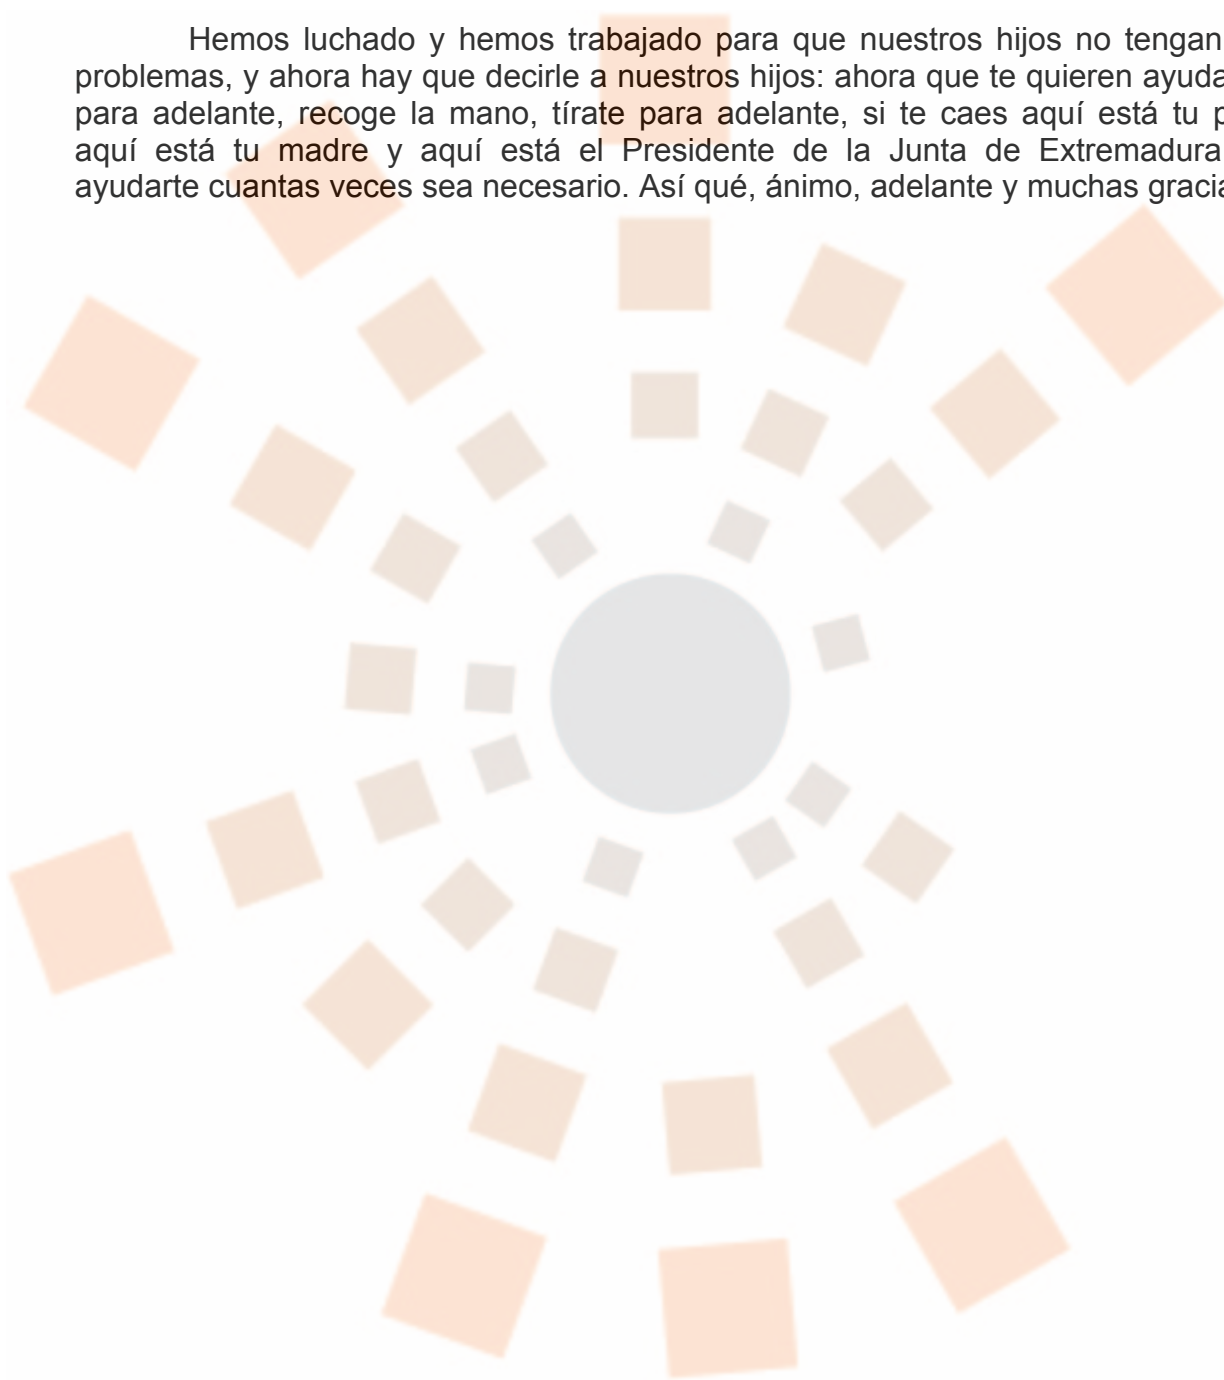 Hemos luchado y hemos trabajado para que nuestros hijos no tengan
problemas, y ahora hay que decirle a nuestros hijos: ahora que te quieren ayuda
para adelante, recoge la mano, tírate para adelante, si te caes aquí está tu p
aquí está tu madre y aquí está el Presidente de la Junta de Extremadura
ayudarte cuantas veces sea necesario. Así qué, ánimo, adelante y muchas gracia